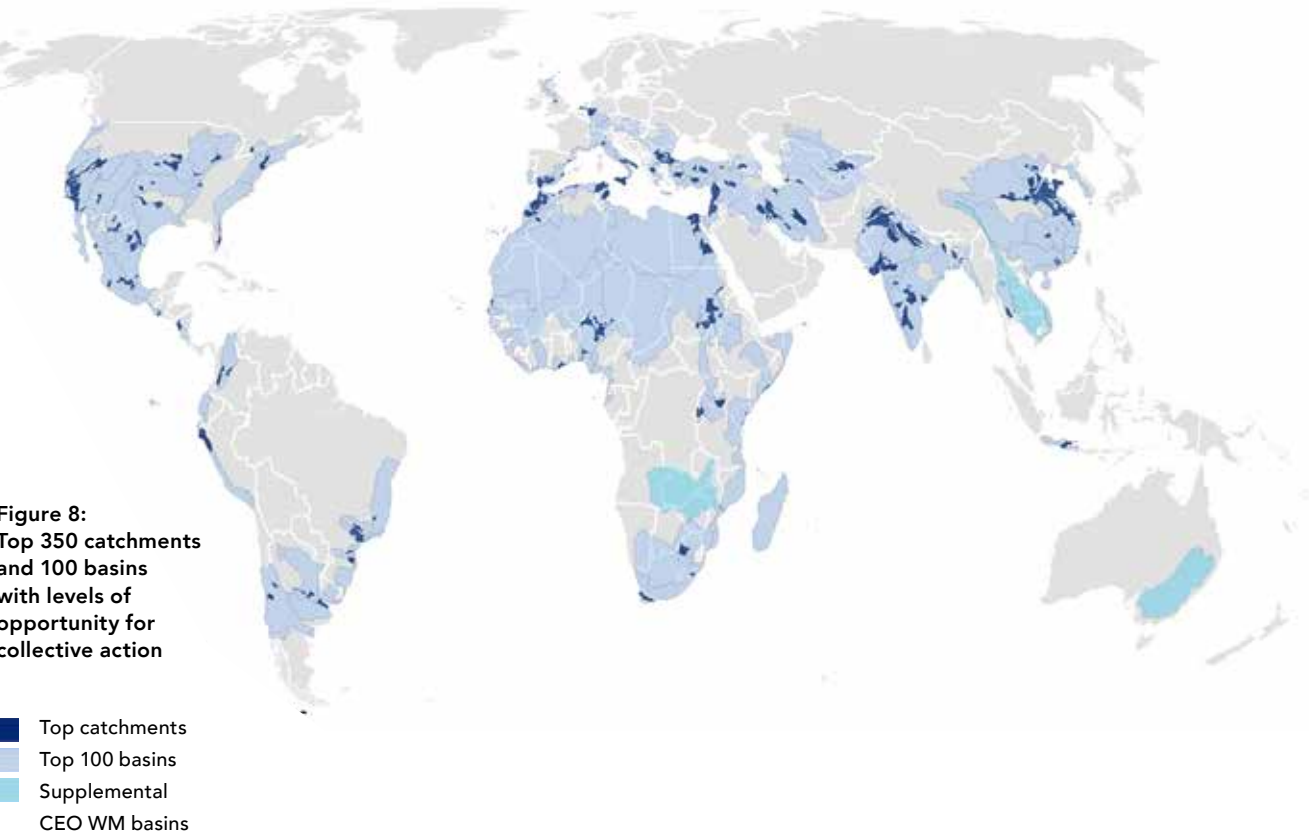 Figure 8:
Top 350 catchments
and 100 basins
with levels of
opportunity for
collective action
Top catchments
Top 100 basins
Supplemental
CEO WM basins